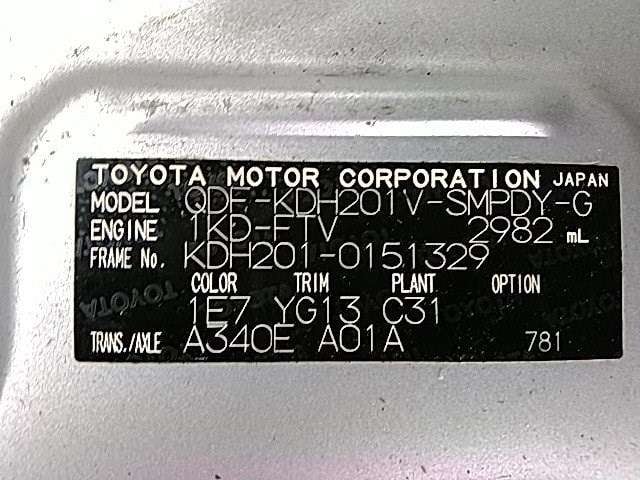 TOYOTA MOTOR CORPORATION JAPAN
MODEL QDF-KDH201V-SMPDY-G
ENGINE 1KD-FTV 2982 mL
FRAME No. KDH201-0151329
COLOR TRIM PLANT OPTION
1E7 YG13 C31
TRANS./AXLE A340E A01A 781